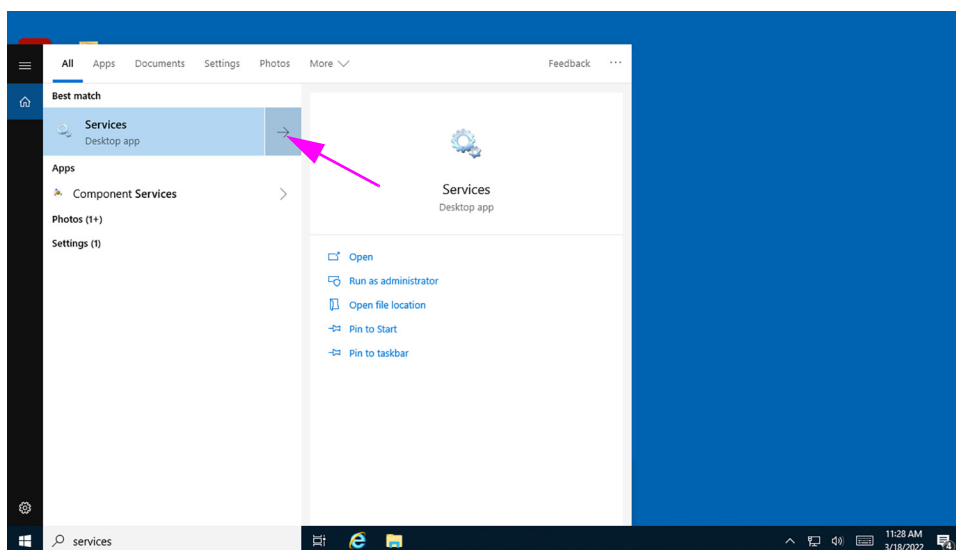 All Apps Documents Settings Photos More Feedback ...
Best match
Services
Desktop app
Apps
Component Services
Photos (1+)
Settings (1)
Services
Desktop app
Open
Run as administrator
Open file location
Pin to Start
Pin to taskbar
services
11:28 AM
3/18/2022
4